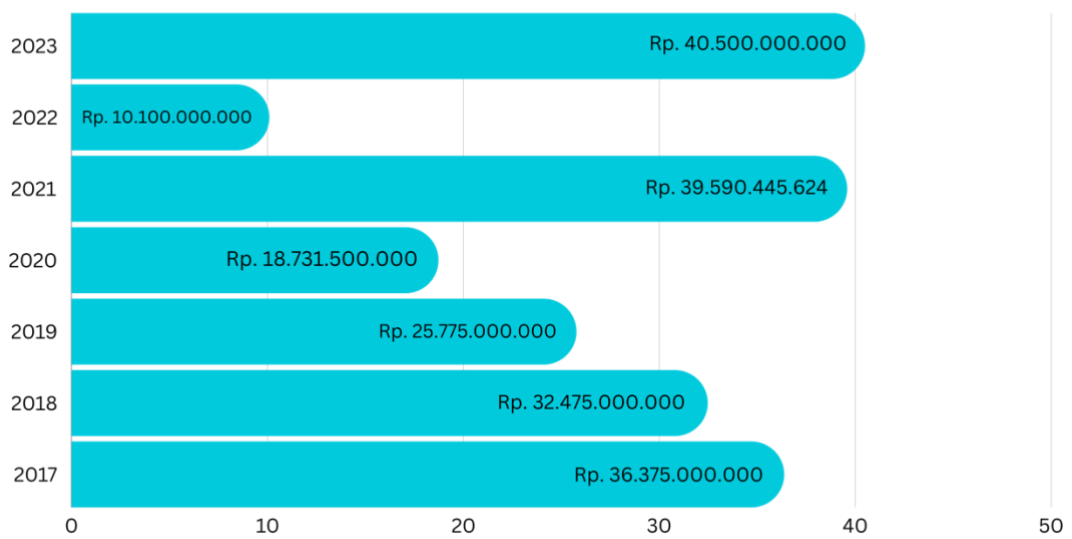 2023 Rp. 40.500.000.000
2022 Rp. 10.100.000.000
2021 Rp. 39.590.445.624
2020 Rp. 18.731.500.000
2019 Rp. 25.775.000.000
2018 Rp. 32.475.000.000
2017 Rp. 36.375.000.000
0 10 20 30 40 50